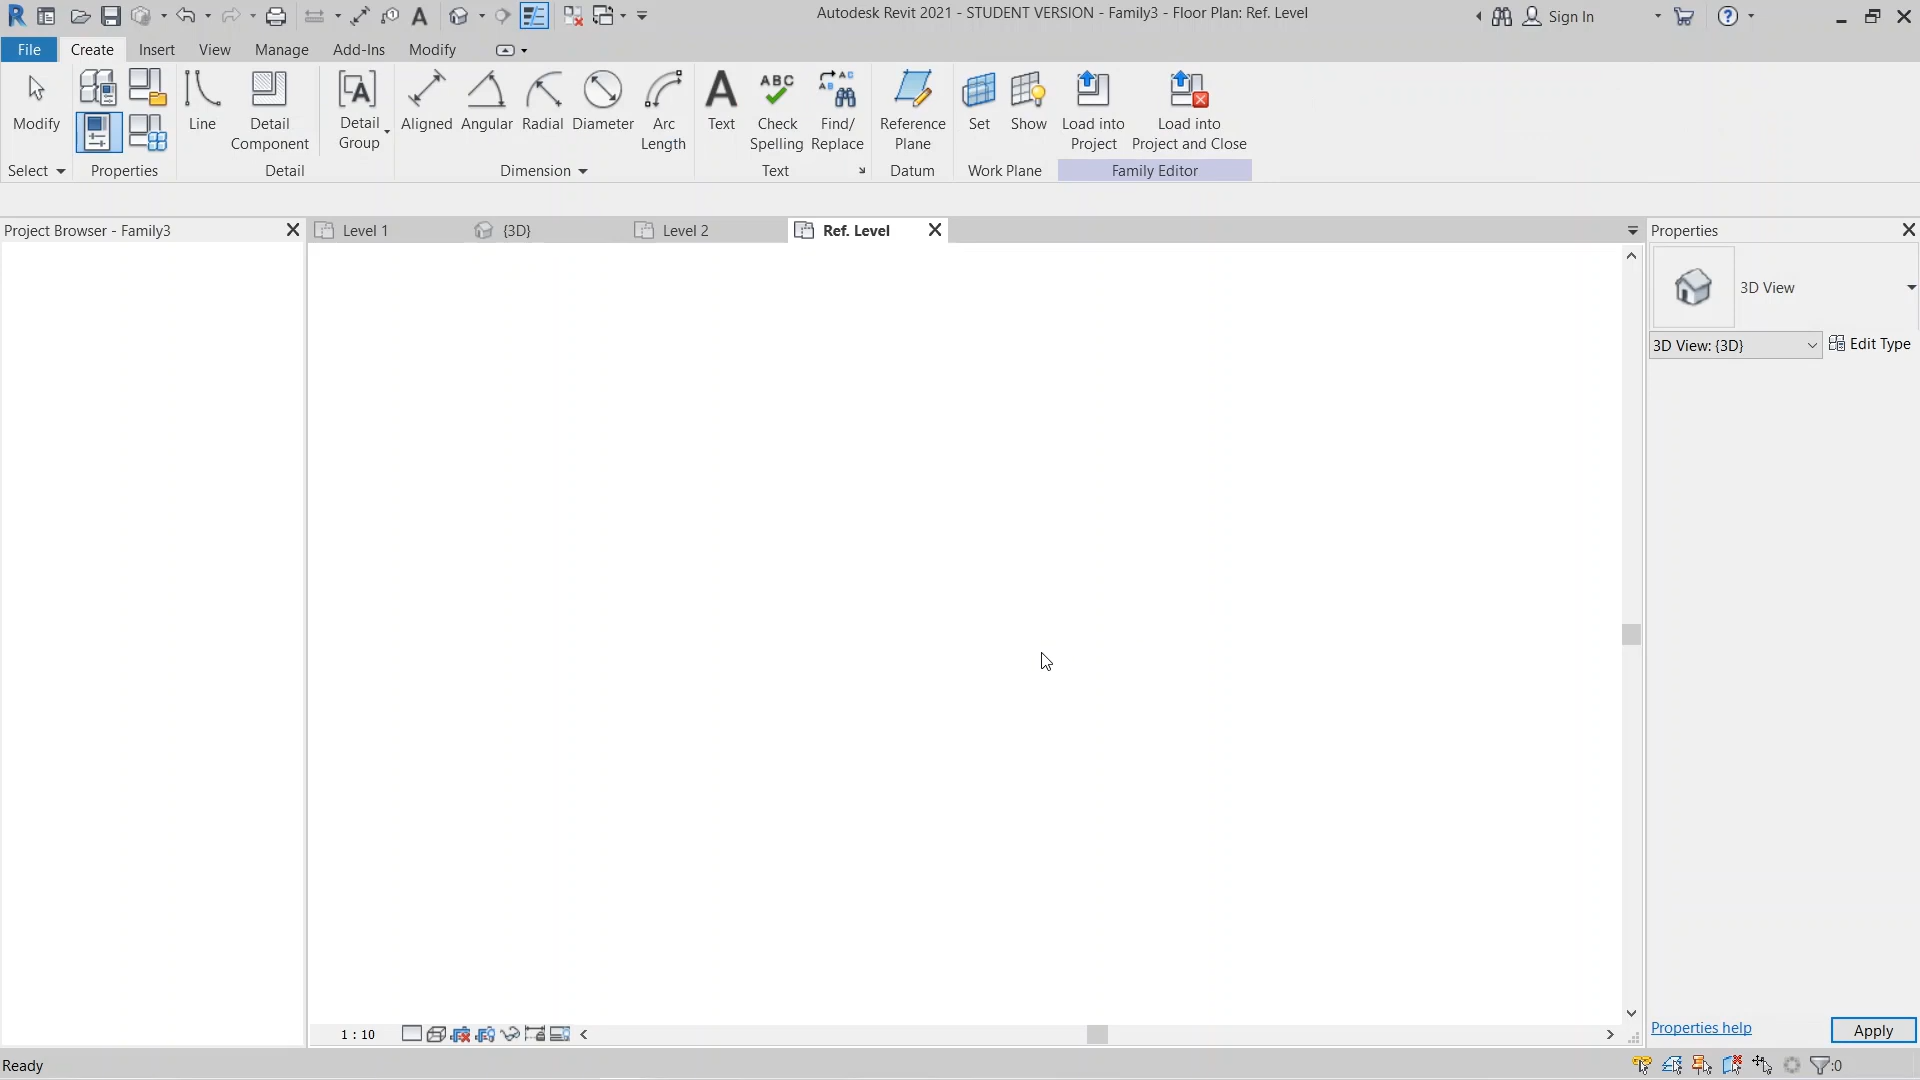 Autodesk Revit 2021 - STUDENT VERSION - Family3 - Floor Plan: Ref. Level
Sign In
File Create Insert View Manage Add-Ins Modify
Modify
Line
Detail
Component
Detail
Group
Aligned
Angular
Radial
Diameter
Arc
Length
Text
ABC
Check
Spelling
Find/
Replace
Reference
Plane
Set
Show
Load into
Project
Load into
Project and Close
Select
Properties
Detail
Dimension
Text
Datum
Work Plane
Family Editor
Project Browser - Family3
Level 1
{3D}
Level 2
Ref. Level
Properties
3D View
3D View: {3D}
Edit Type
1 : 10
Properties help
Apply
Ready
:0